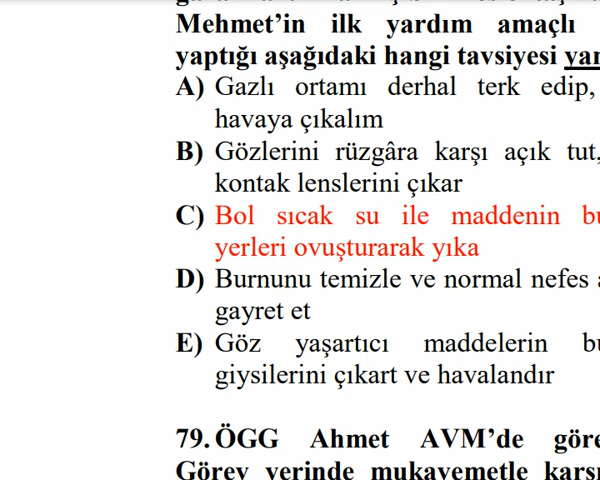 Mehmet’in ilk yardım amaçlı
yaptığı aşağıdaki hangi tavsiyesi
A) Gazlı ortamı derhal terk edip,
havaya çıkalım
B) Gözlerini rüzgâra karşı açık tut,
kontak lenslerini çıkar
C) Bol sıcak su ile maddenin
yerleri ovuşturarak yıka
D) Burnunu temizle ve normal nefes
gayret et
E) Göz yaşartıcı maddelerin
giysilerini çıkart ve havalandır
79. ÖGG Ahmet AVM’de
Görev yerinde mukavemetle